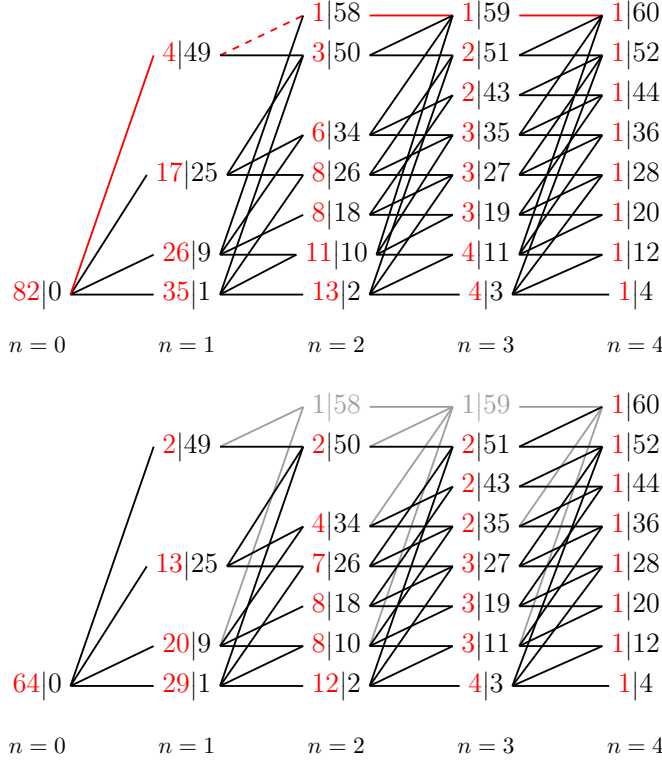 1|58 1|59 1|60
4|49 3|50 2|51 1|52
2|43 1|44
6|34 3|35 1|36
17|25 8|26 3|27 1|28
8|18 3|19 1|20
26|9 11|10 4|11 1|12
82|0 35|1 13|2 4|3 1|4
n = 0 n = 1 n = 2 n = 3 n = 4
1|58 1|59 1|60
2|49 2|50 2|51 1|52
2|43 1|44
4|34 2|35 1|36
13|25 7|26 3|27 1|28
8|18 3|19 1|20
20|9 8|10 3|11 1|12
64|0 29|1 12|2 4|3 1|4
n = 0 n = 1 n = 2 n = 3 n = 4